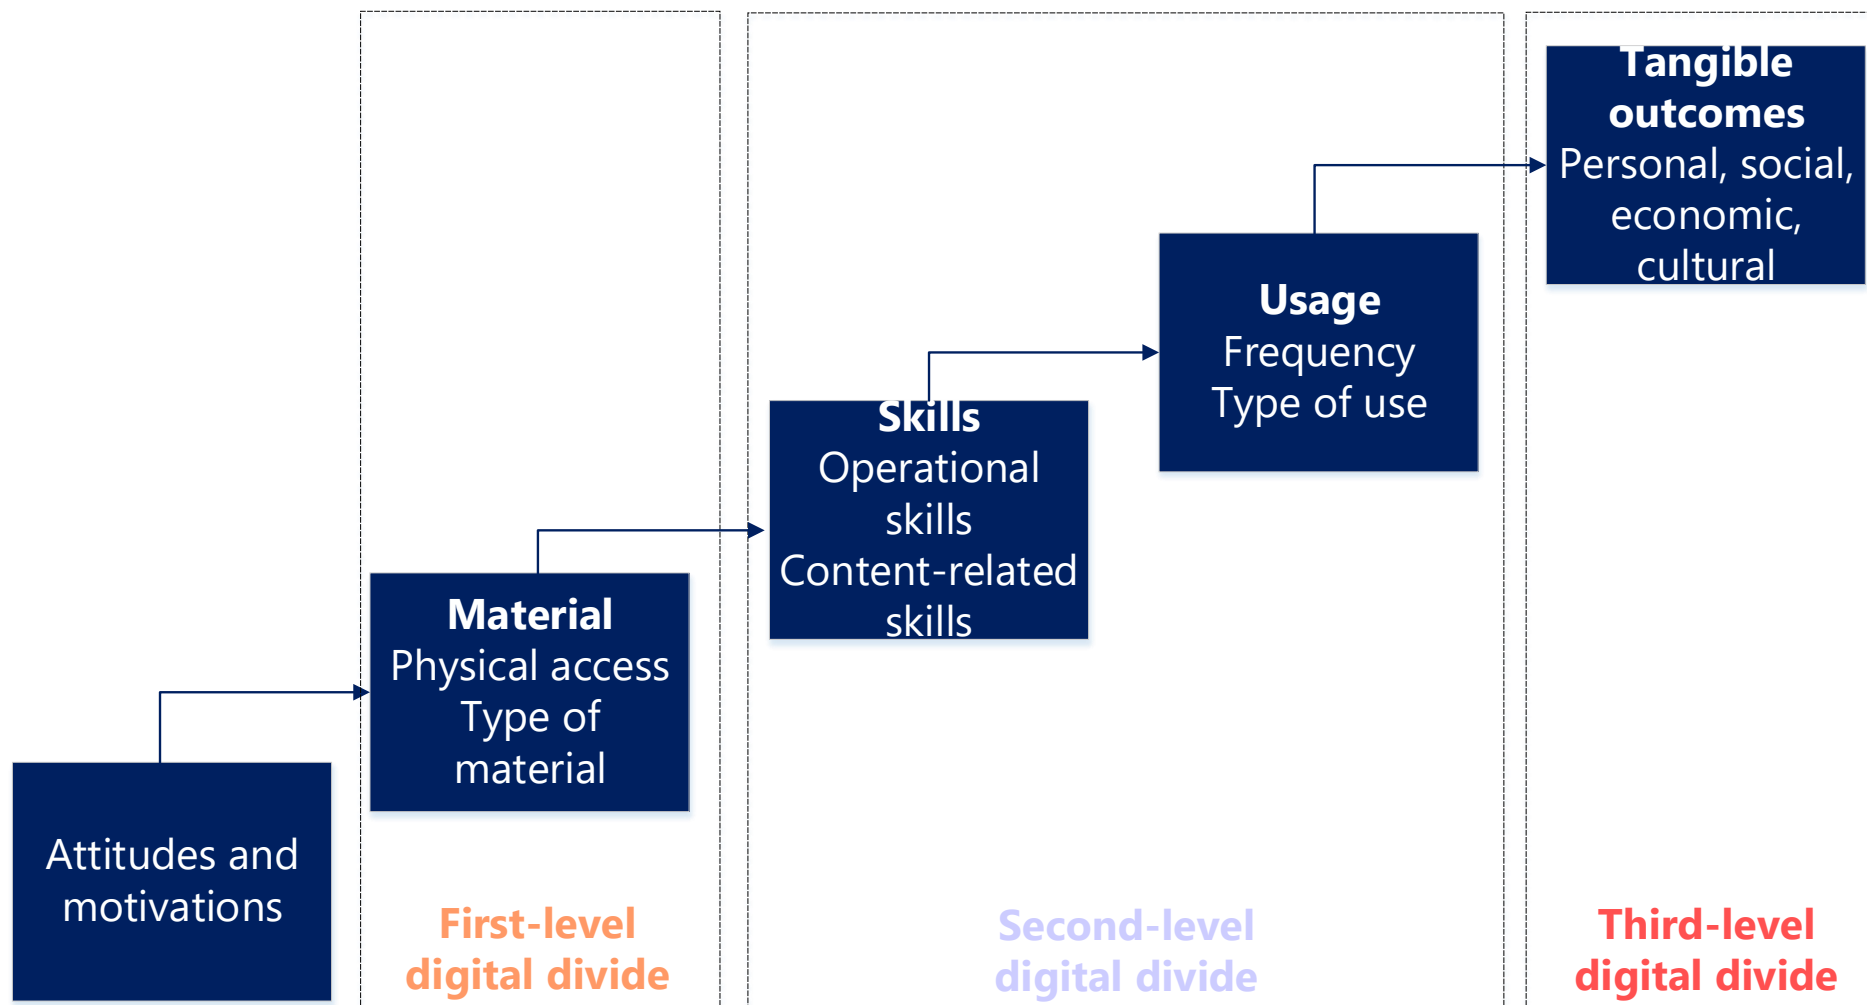 Tangible
outcomes
Personal, social,
economic,
cultural
Usage
Frequency
Type of use
Skills
Operational
skills
Content-related
skills
Material
Physical access
Type of
material
Attitudes and
motivations
First-level
digital divide
Second-level
digital divide
Third-level
digital divide